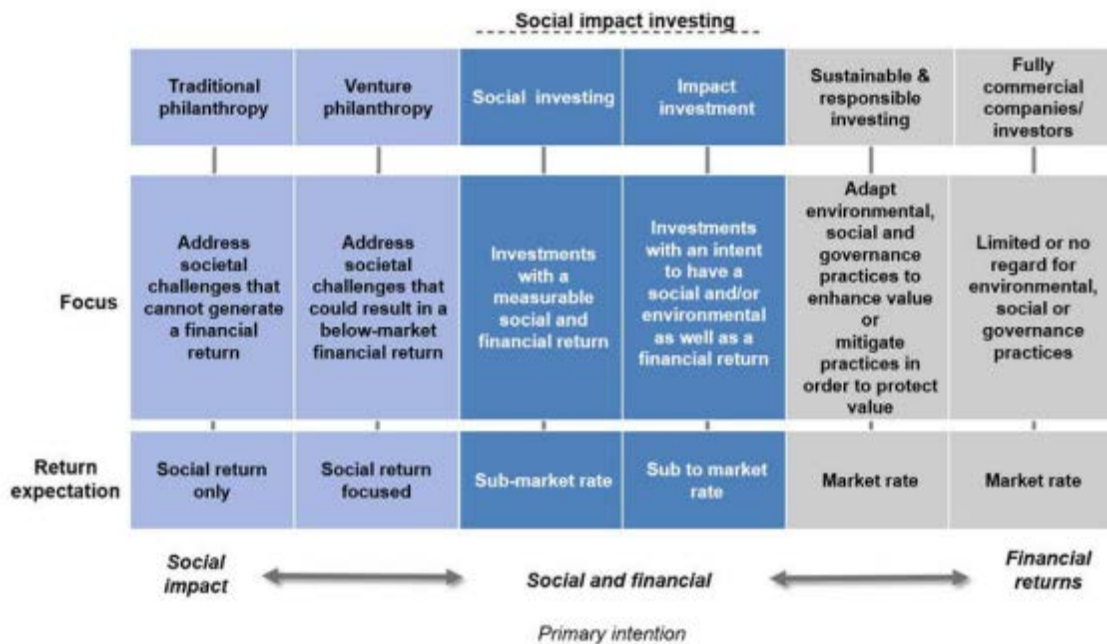 Social impact investing
Traditional
philanthropy
Venture
philanthropy
Social investing
Impact
investment
Sustainable &
responsible
investing
Fully
commercial
companies/
investors
Focus
Address
societal
challenges that
cannot generate
a financial
return
Address
societal
challenges that
could result in a
below-market
financial return
Investments
with a
measurable
social and
financial return
Investments
with an intent
to have a
social and/or
environmental
as well as a
financial return
Adapt
environmental,
social and
governance
practices to
enhance value
or
mitigate
practices in
order to protect
value
Limited or no
regard for
environmental,
social or
governance
practices
Return
expectation
Social return
only
Social return
focused
Sub-market rate
Sub to market
rate
Market rate
Market rate
Social
impact
Social and financial
Financial
returns
Primary intention